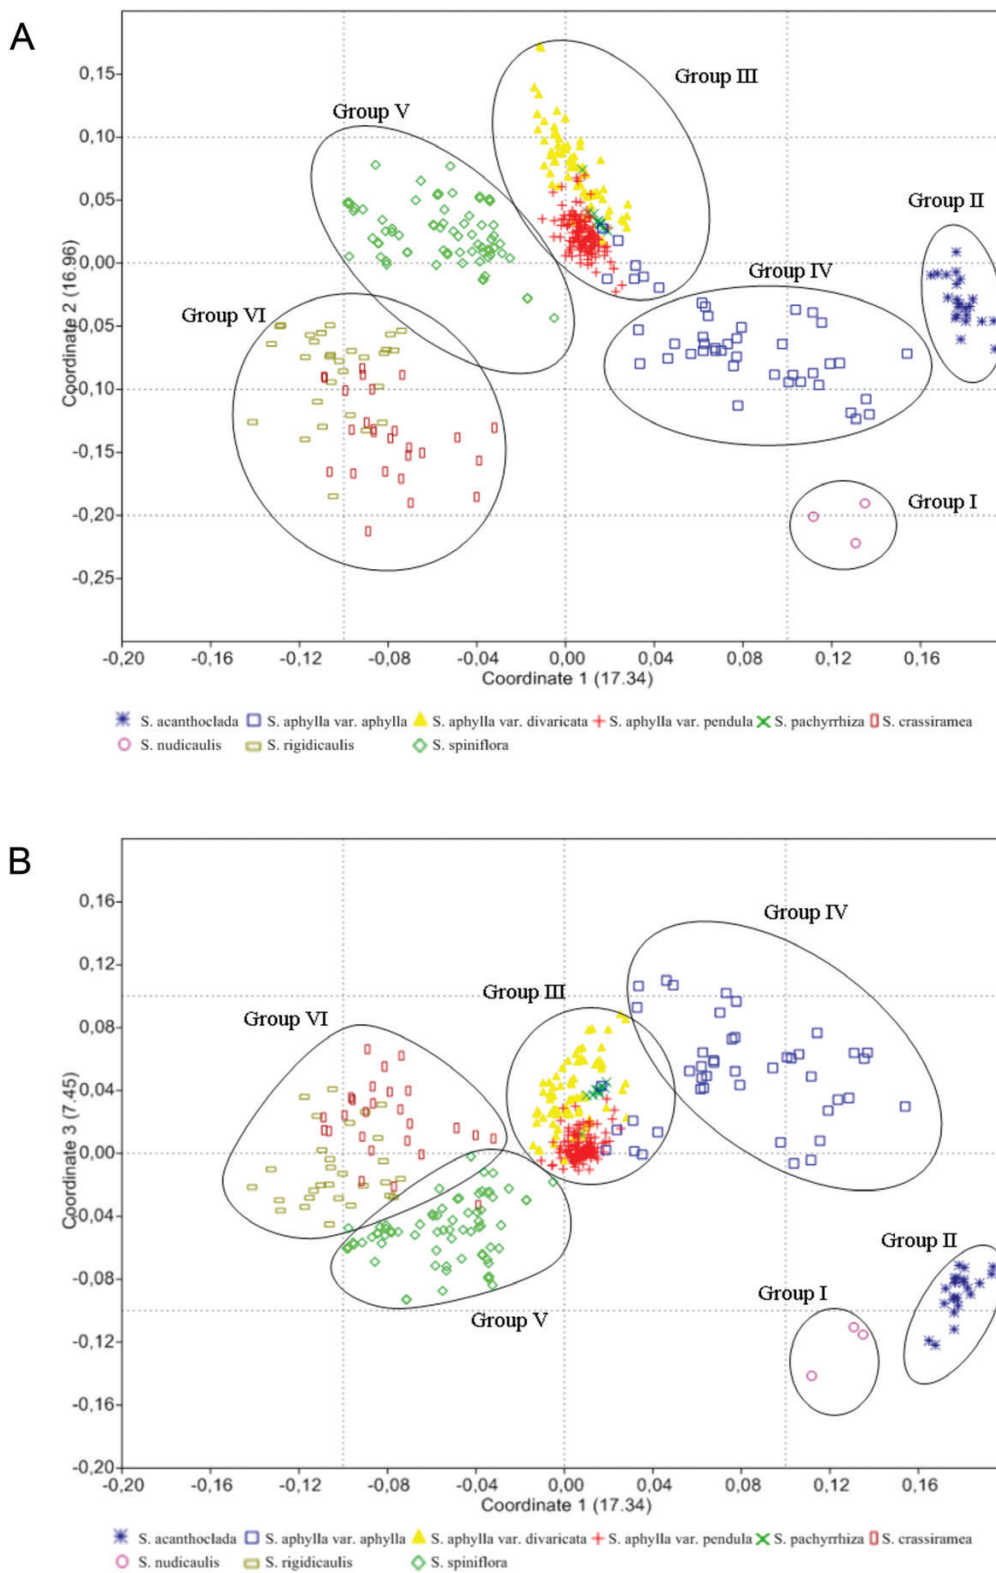 A
Group III
Group V
Group II
Group IV
Group VI
Group I
0,15
0,10
0,05
0,00
-0,05
-0,10
-0,15
-0,20
-0,25
Coordinate 2 (16.96)
-0,20 -0,16 -0,12 -0,08 -0,04 0,00 0,04 0,08 0,12 0,16
Coordinate 1 (17.34)
S. acanthoclada S. aphylla var. aphylla S. aphylla var. divaricata S. aphylla var. pendula S. pachyrrhiza S. crassiramea
S. nudicaulis S. rigidicaulis S. spiniflora
B
Group IV
Group III
Group VI
Group II
Group I
Group V
0,16
0,12
0,08
0,04
0,00
-0,04
-0,08
-0,12
-0,16
-0,20
Coordinate 3 (7.45)
-0,20 -0,16 -0,12 -0,08 -0,04 0,00 0,04 0,08 0,12 0,16
Coordinate 1 (17.34)
S. acanthoclada S. aphylla var. aphylla S. aphylla var. divaricata S. aphylla var. pendula S. pachyrrhiza S. crassiramea
S. nudicaulis S. rigidicaulis S. spiniflora